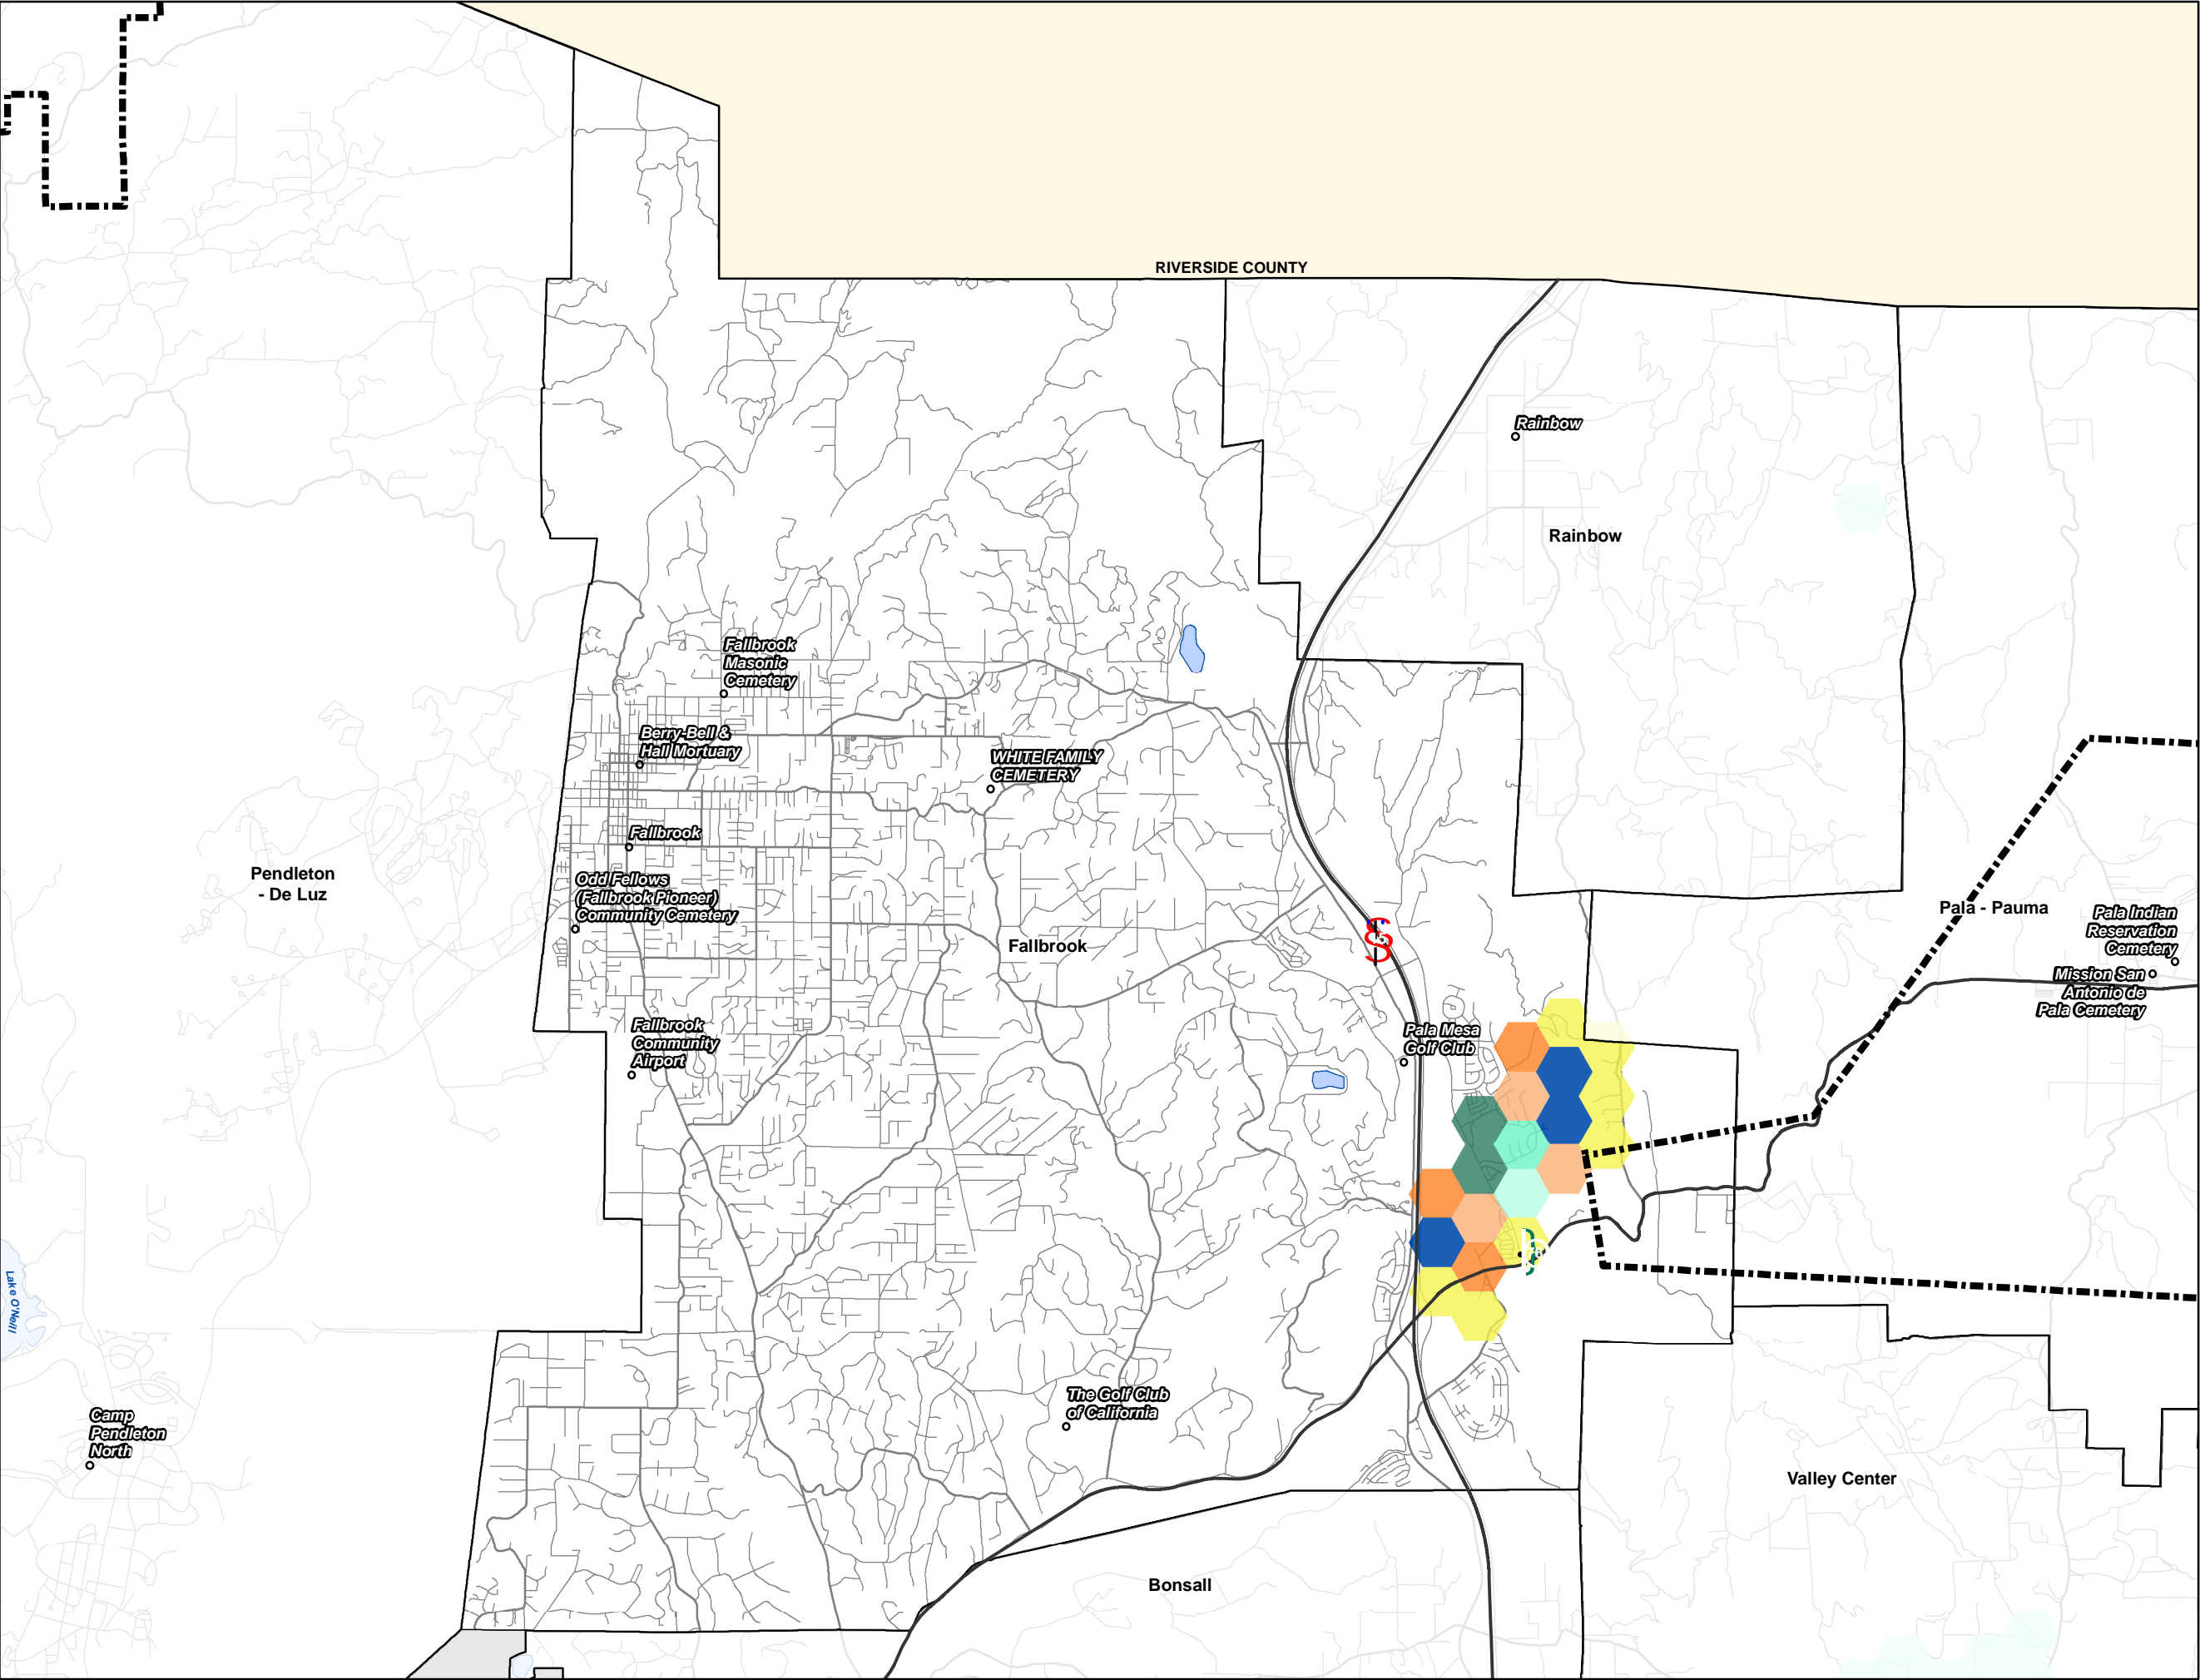 RIVERSIDE COUNTY
Rainbow
Rainbow
Fallbrook
Masonic
Cemetery
Berry-Bell &
Hall Mortuary
WHITE FAMILY
CEMETERY
Fallbrook
Pendleton
- De Luz
Odd Fellows
(Fallbrook Pioneer)
Community Cemetery
Fallbrook
Pala - Pauma
Pala Indian
Reservation
Cemetery
Mission San
Antonio de
Pala Cemetery
Fallbrook
Community
Airport
Pala Mesa
Golf Club
76
Lake O'Neill
The Golf Club
of California
Camp
Pendleton
North
Valley Center
Bonsall